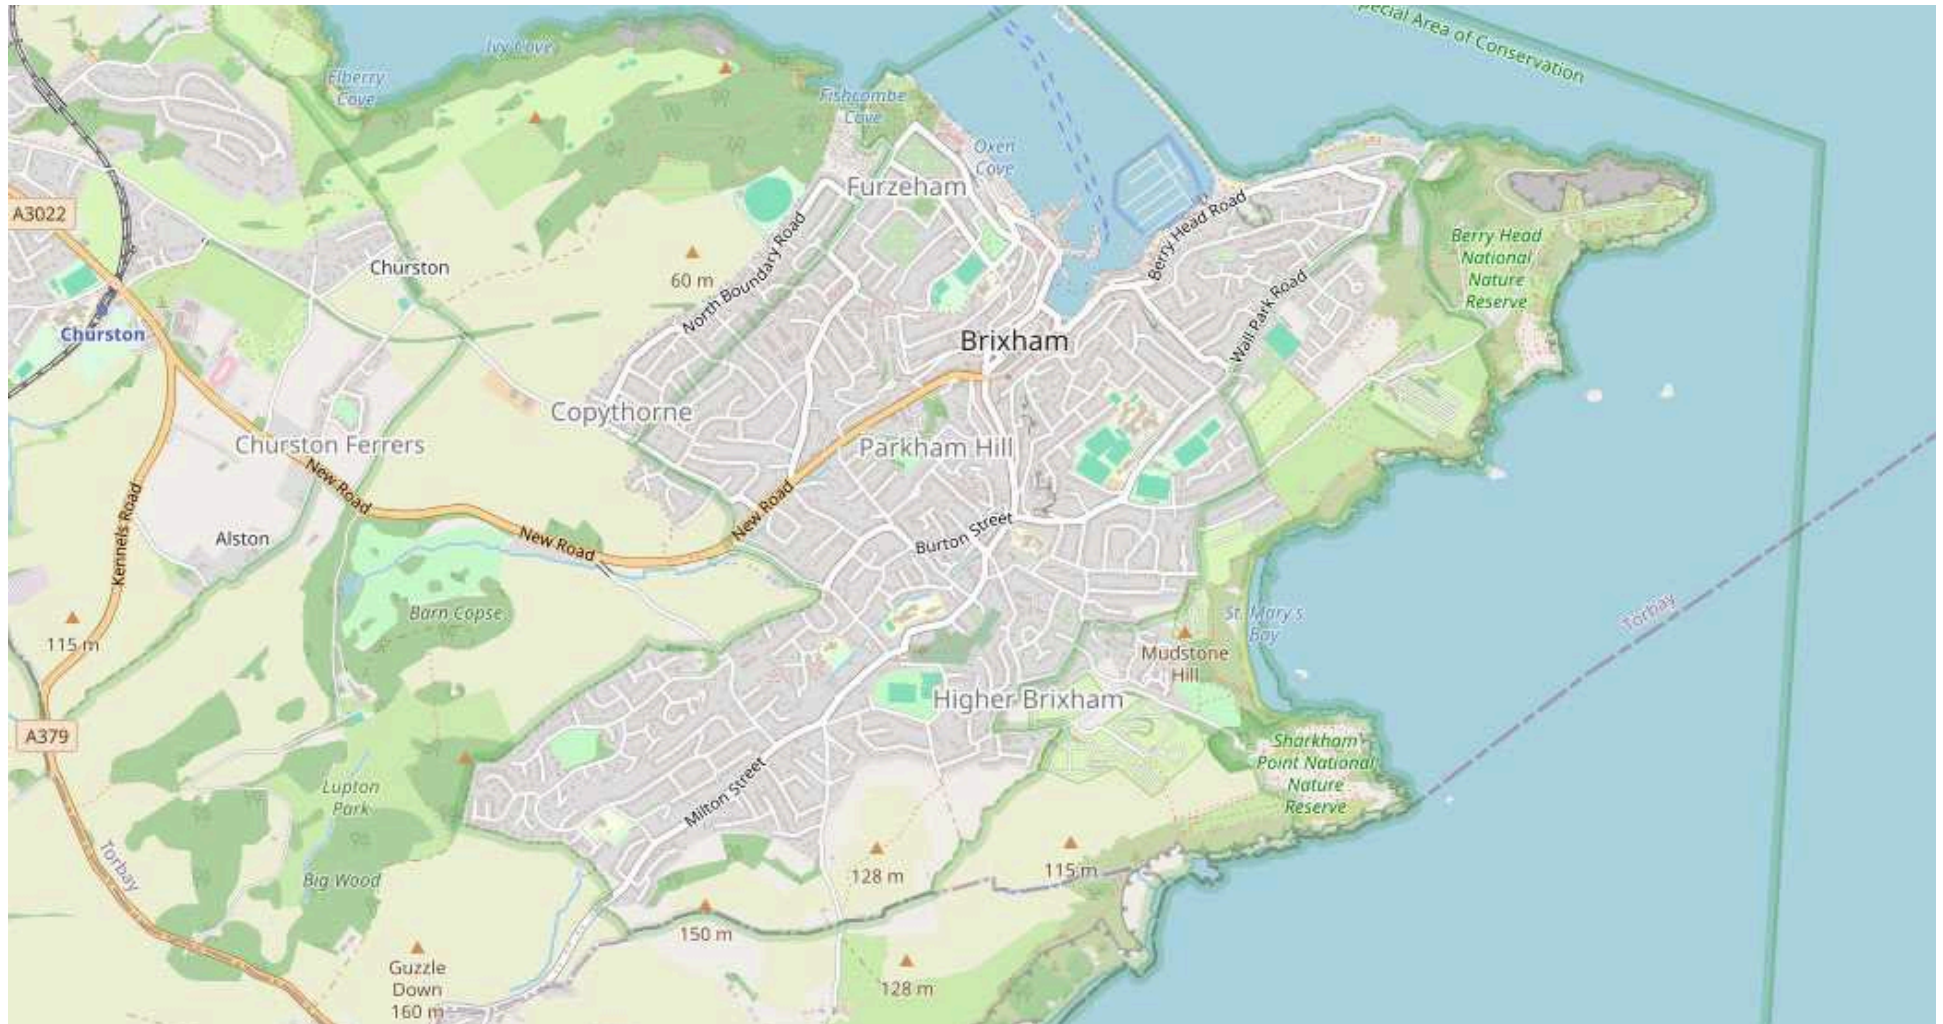 pecial Area of Conservation
Ivy Cove
Elberry
Cove
Fishcombe
Cove
Oxen
Cove
Furzeham
A3022
Berry Head Road
Berry Head
National
Nature
Reserve
Churston
60 m
North Boundary Road
Wall Park Road
Churston
Brixham
Copythorne
Churston Ferrers
Parkham Hill
New Road
New Road
New Road
Kennels Road
Alston
Burton Street
Barn Copse
115 m
St. Mary's
Bay
Torbay
Mudstone
Hill
Higher Brixham
A379
Sharkham
Point National
Nature
Reserve
Lupton
Park
Milton Street
Torbay
Big Wood
128 m
115 m
150 m
Guzzle
Down
160 m
128 m